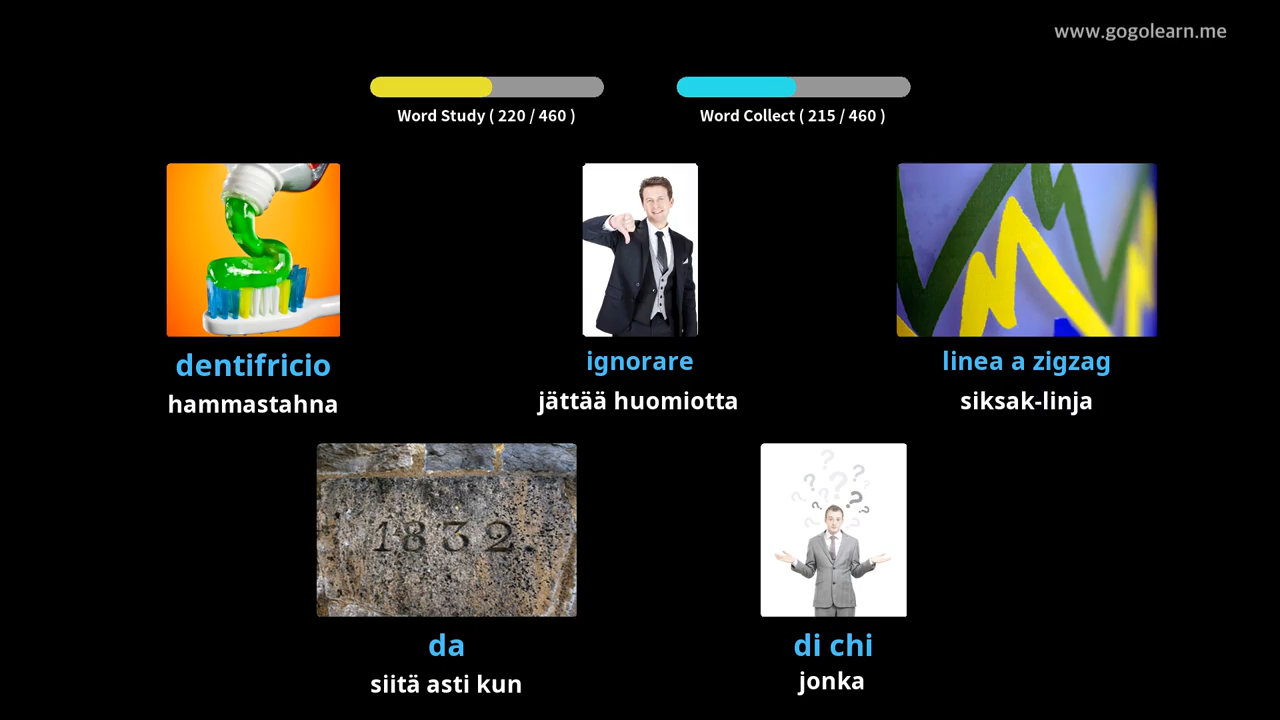 www.gogolearn.me
Word Study ( 220 / 460 )
Word Collect ( 215 / 460 )
dentifricio
hammastahna
ignorare
jättää huomiotta
linea a zigzag
siksak-linja
1832.
da
siitä asti kun
di chi
jonka